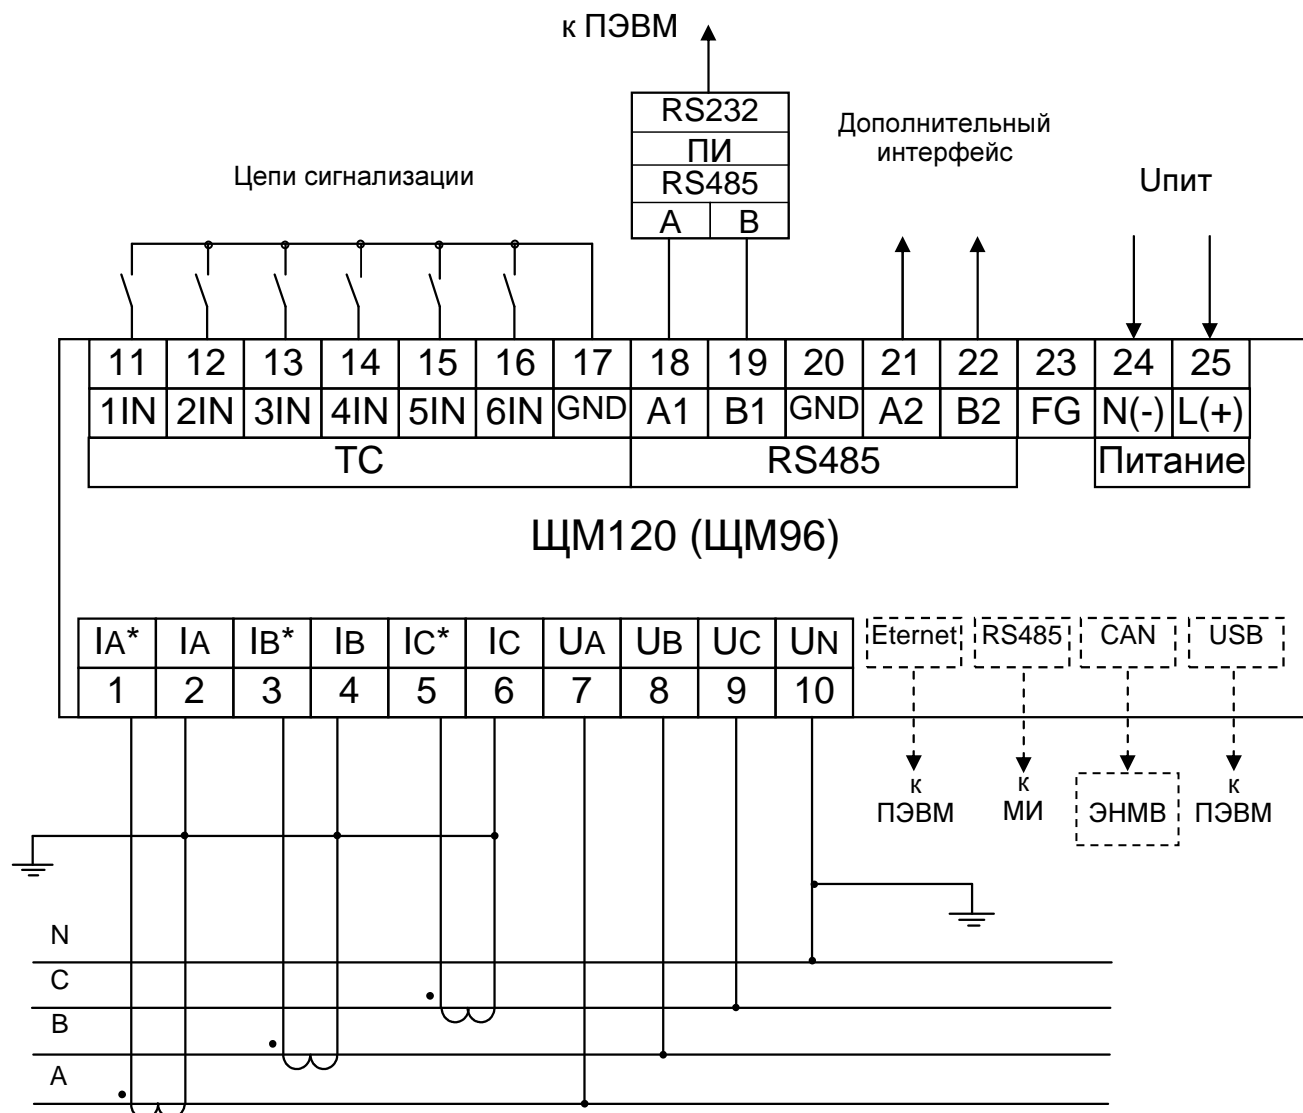 к ПЭВМ
RS232
ПИ
RS485
A B
Дополнительный
интерфейс
Цепи сигнализации
Uпит
11 12 13 14 15 16 17 18 19 20 21 22 23 24 25
1IN 2IN 3IN 4IN 5IN 6IN GND A1 B1 GND A2 B2 FG N(-) L(+)
ТС RS485 Питание
ЩМ120 (ЩМ96)
IA* IA IB* IB IC* IC UA UB UC UN
1 2 3 4 5 6 7 8 9 10
Eternet RS485 CAN USB
к
ПЭВМ
к
МИ
ЭНМВ
к
ПЭВМ
N
C
B
A